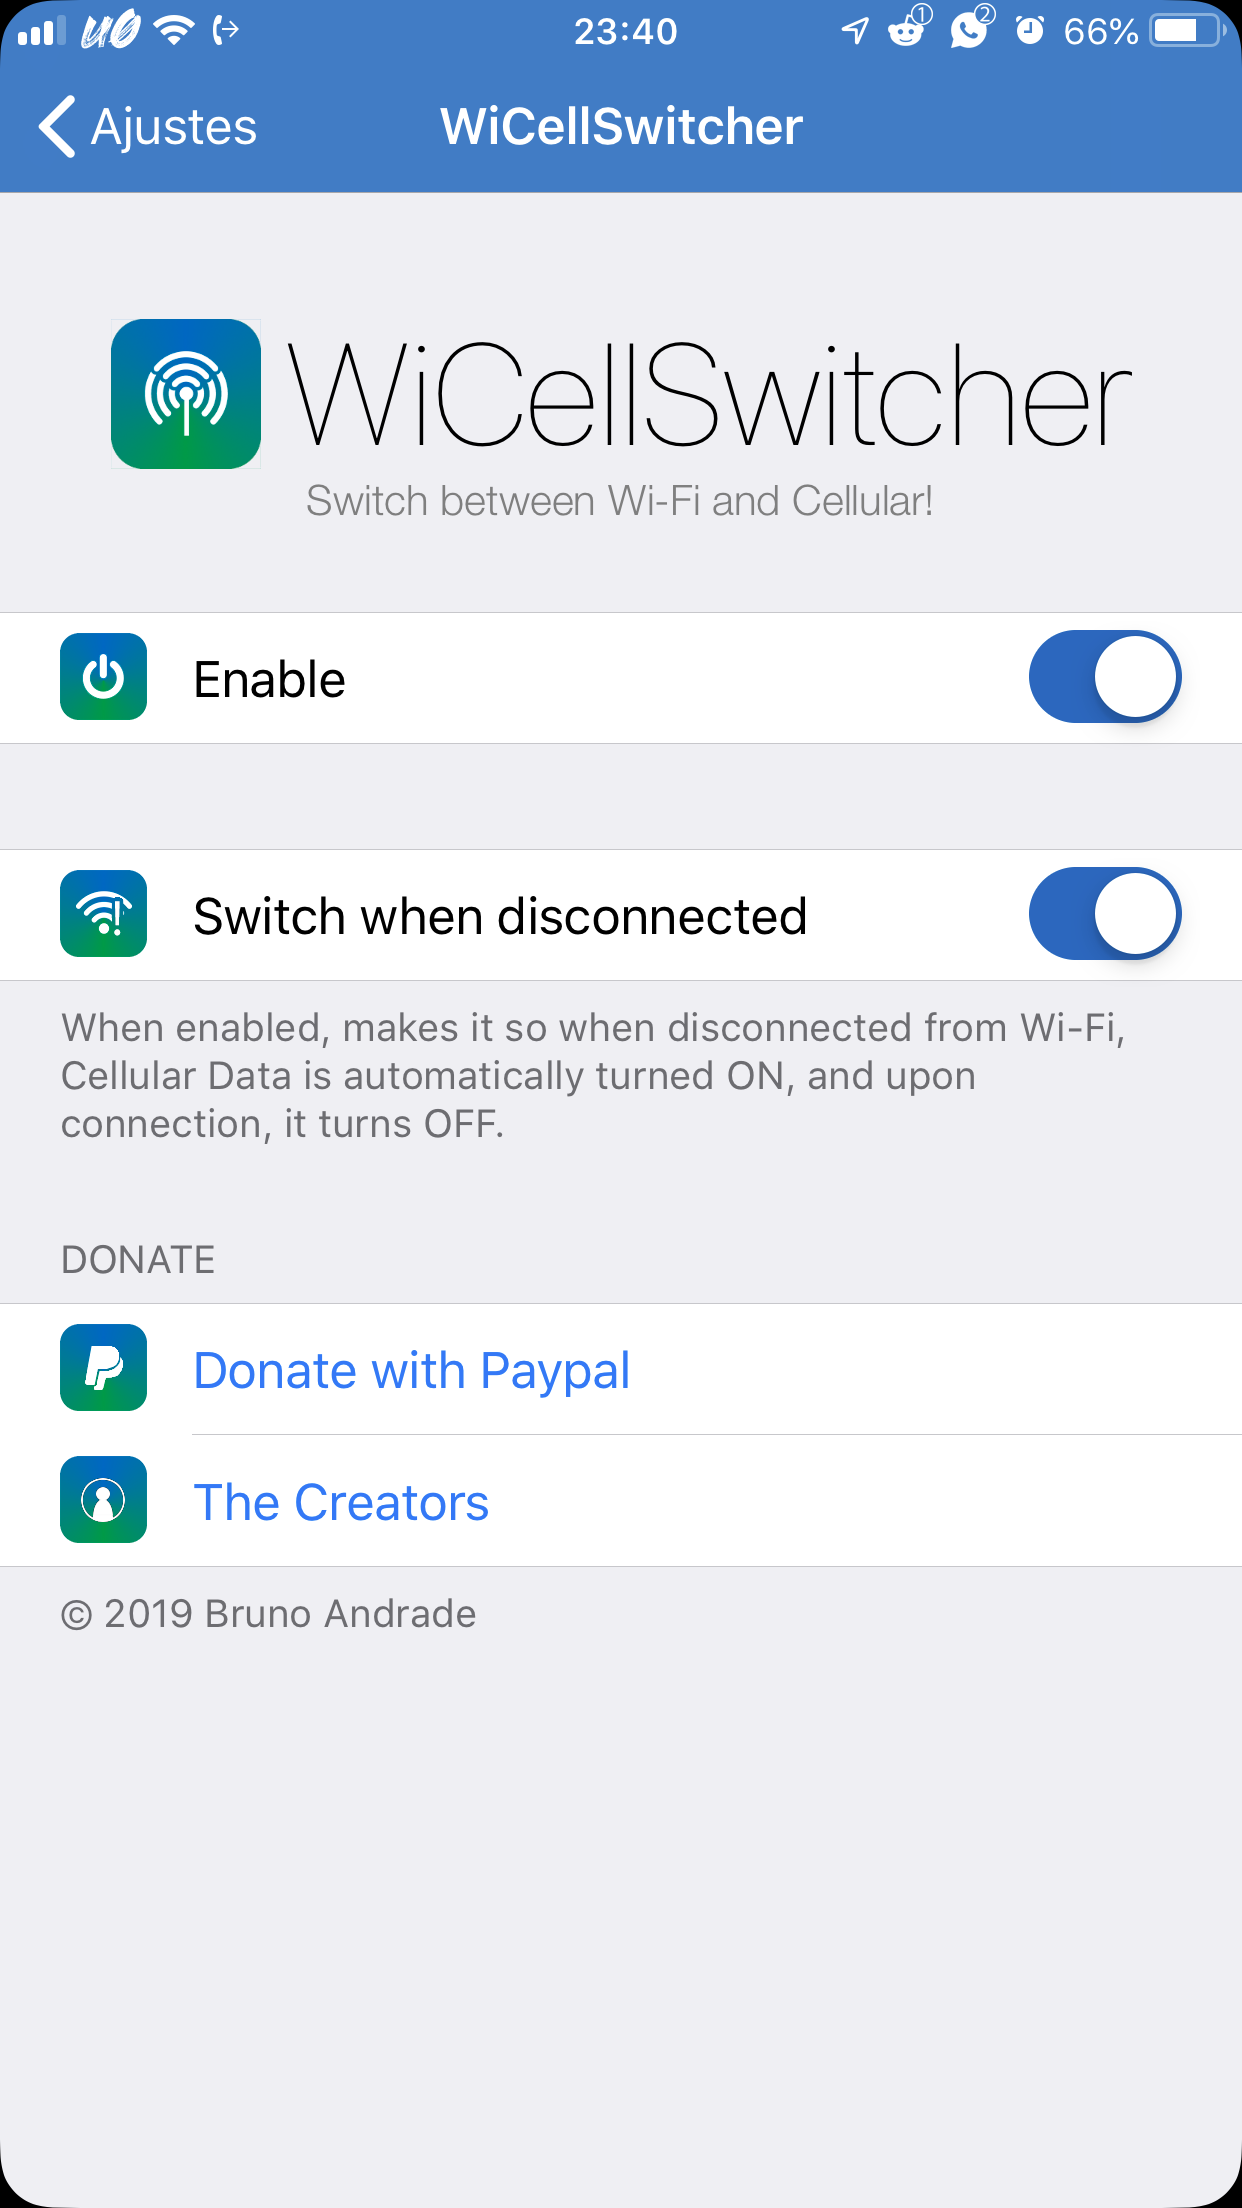 23:40
1
2
66%
Ajustes
WiCellSwitcher
WiCellSwitcher
Switch between Wi-Fi and Cellular!
Enable
Switch when disconnected
When enabled, makes it so when disconnected from Wi-Fi,
Cellular Data is automatically turned ON, and upon
connection, it turns OFF.
DONATE
Donate with Paypal
The Creators
© 2019 Bruno Andrade